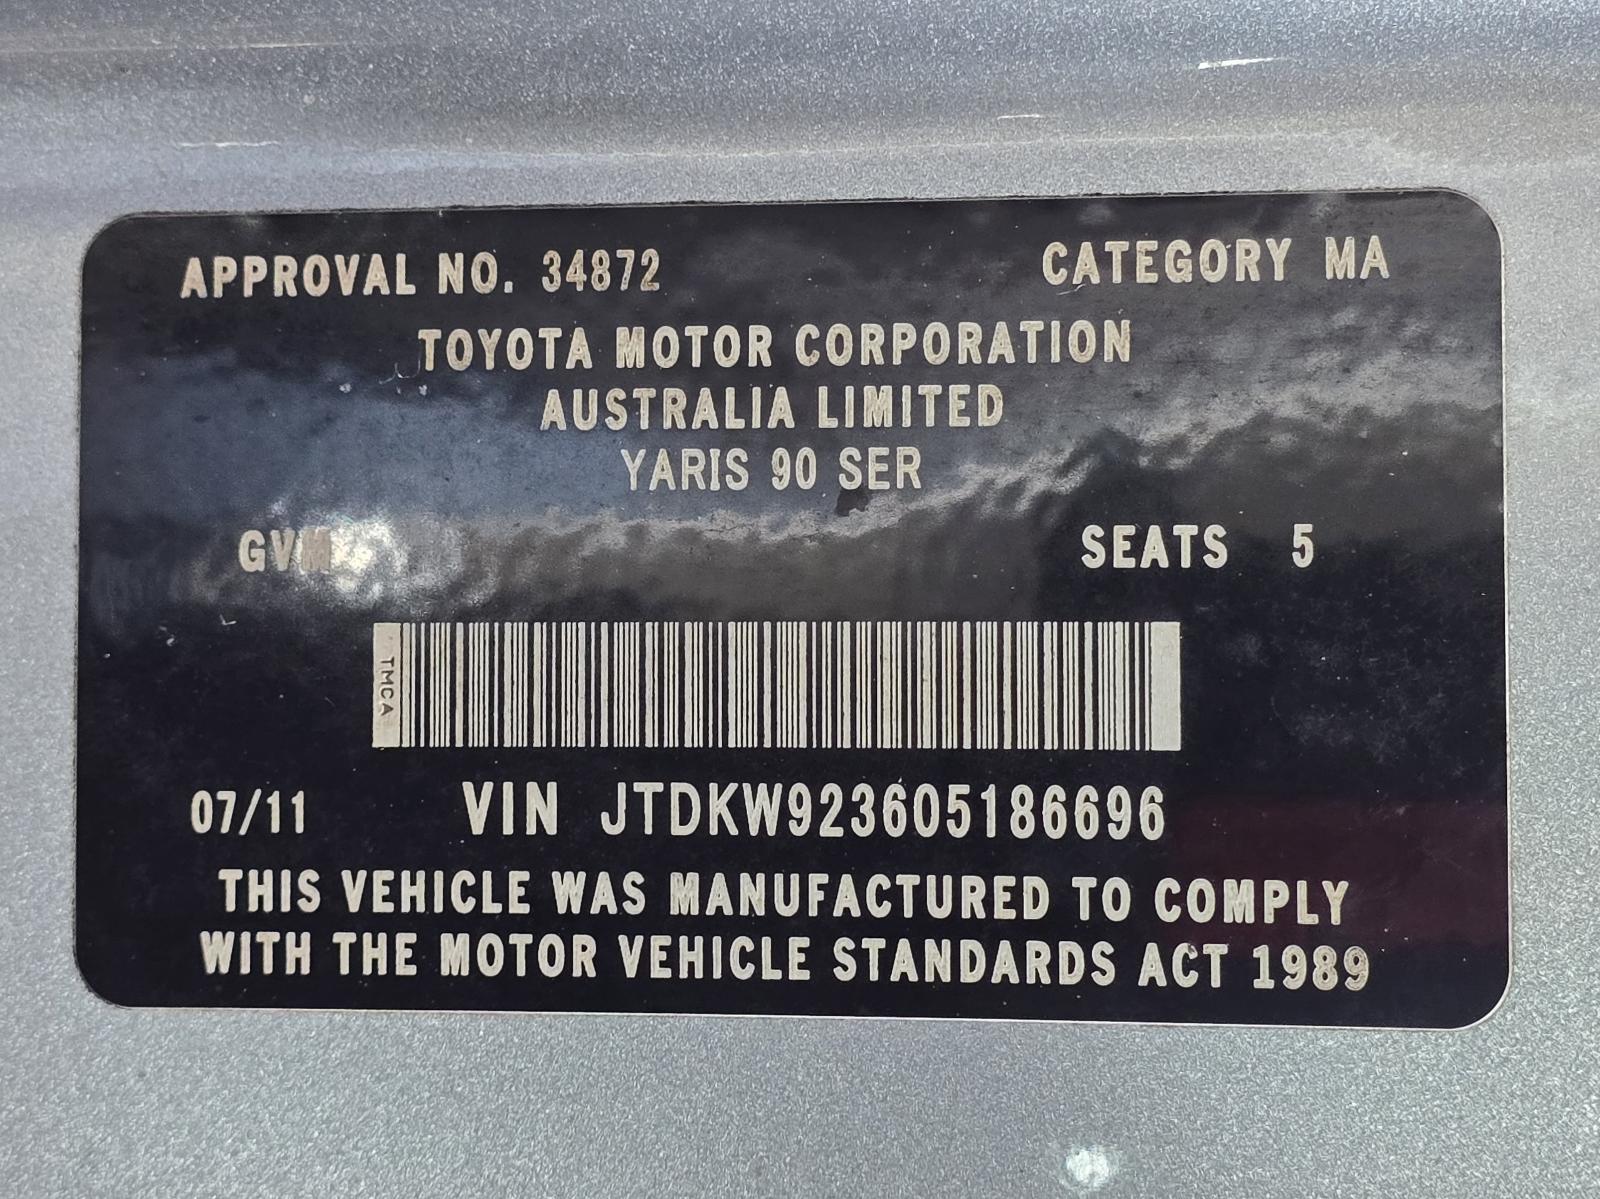 APPROVAL NO. 34872 CATEGORY MA
TOYOTA MOTOR CORPORATION
AUSTRALIA LIMITED
YARIS 90 SER
GVM SEATS 5
TMCA
07/11 VIN JTDKW923605186696
THIS VEHICLE WAS MANUFACTURED TO COMPLY
WITH THE MOTOR VEHICLE STANDARDS ACT 1989